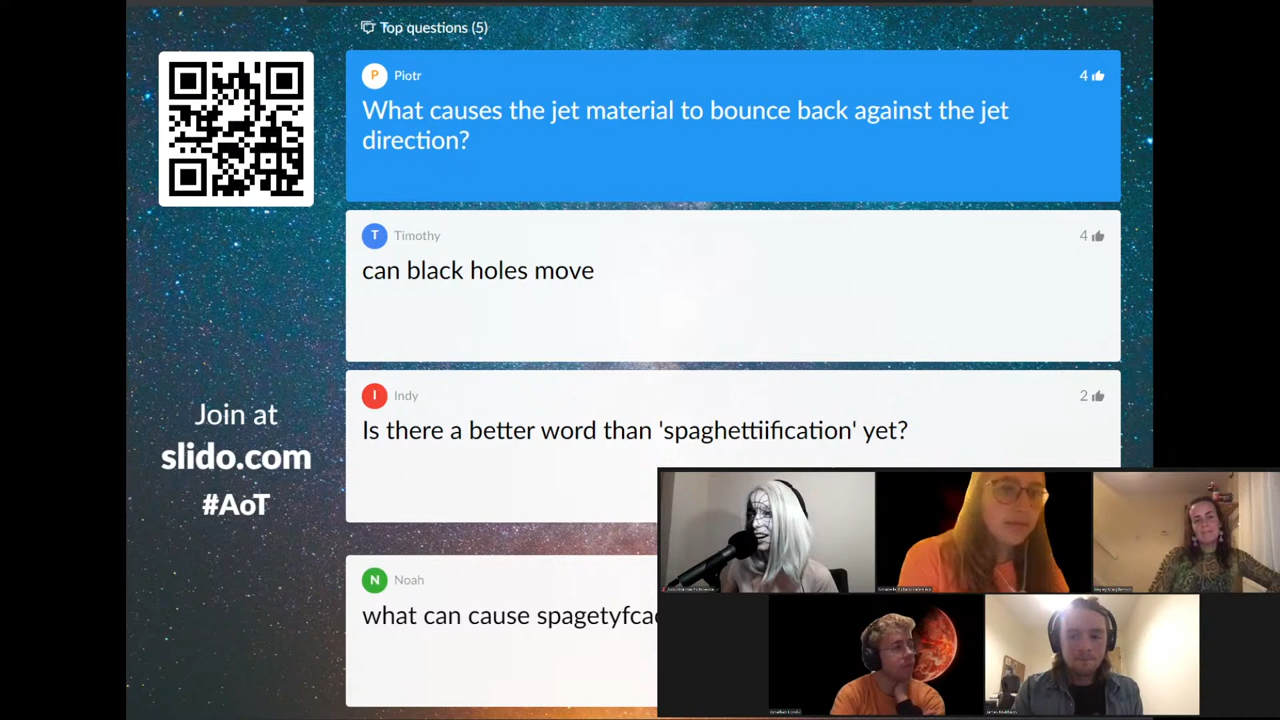 Top questions (5)
P Piotr 4
What causes the jet material to bounce back against the jet
direction?
T Timothy 4
can black holes move
I Indy 2
Is there a better word than 'spaghettiification' yet?
N Noah
what can cause spagetyfca
Join at
slido.com
#AoT